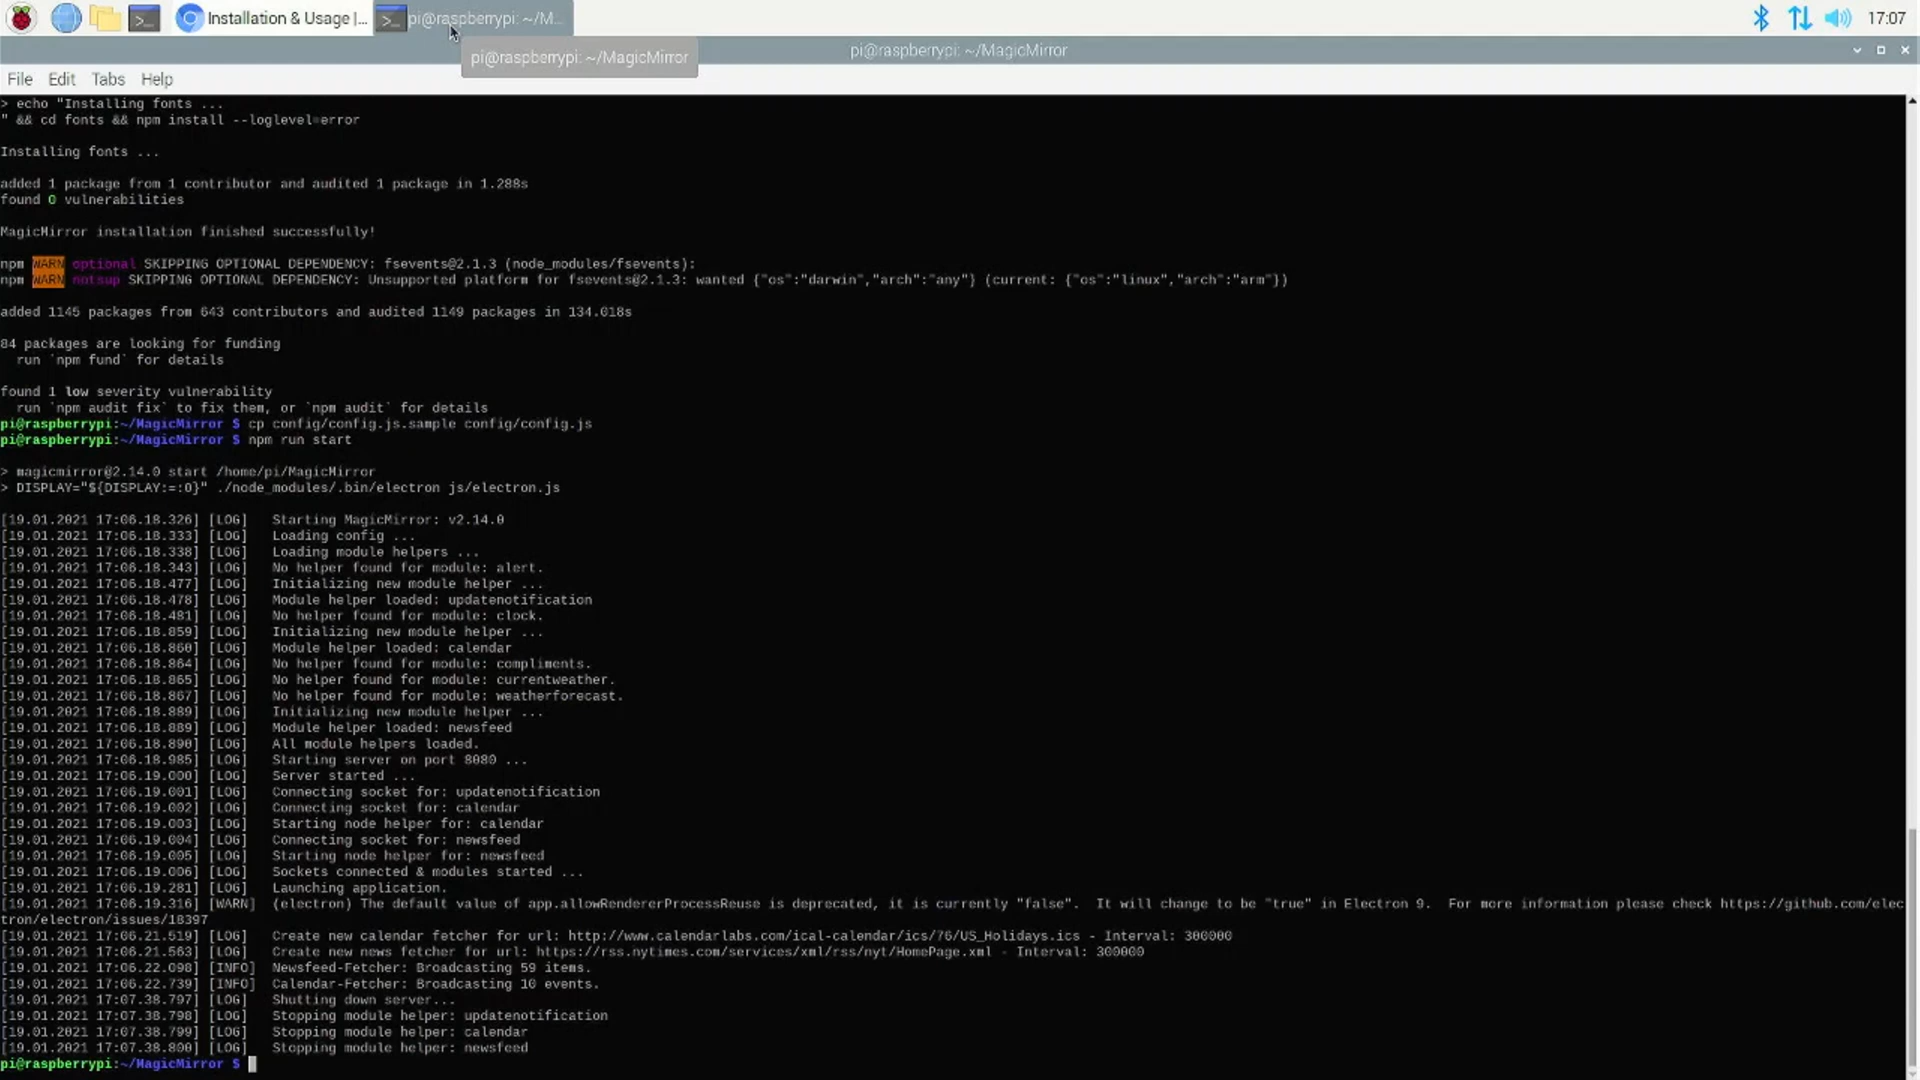 Installation & Usage |...
pi@raspberrypi: ~/M...
17:07
pi@raspberrypi: ~/MagicMirror
pi@raspberrypi: ~/MagicMirror
File Edit Tabs Help
> echo "Installing fonts ...
" && cd fonts && npm install --loglevel=error
Installing fonts ...
added 1 package from 1 contributor and audited 1 package in 1.288s
found 0 vulnerabilities
MagicMirror installation finished successfully!
npm WARN optional SKIPPING OPTIONAL DEPENDENCY: fsevents@2.1.3 (node_modules/fsevents):
npm WARN notsup SKIPPING OPTIONAL DEPENDENCY: Unsupported platform for fsevents@2.1.3: wanted {"os":"darwin","arch":"any"} (current: {"os":"linux","arch":"arm"})
added 1145 packages from 643 contributors and audited 1149 packages in 134.018s
84 packages are looking for funding
run `npm fund` for details
found 1 low severity vulnerability
run `npm audit fix` to fix them, or `npm audit` for details
pi@raspberrypi:~/MagicMirror $ cp config/config.js.sample config/config.js
pi@raspberrypi:~/MagicMirror $ npm run start
> magicmirror@2.14.0 start /home/pi/MagicMirror
> DISPLAY="${DISPLAY:=:0}" ./node_modules/.bin/electron js/electron.js
[19.01.2021 17:06.18.326] [LOG] Starting MagicMirror: v2.14.0
[19.01.2021 17:06.18.333] [LOG] Loading config ...
[19.01.2021 17:06.18.338] [LOG] Loading module helpers ...
[19.01.2021 17:06.18.343] [LOG] No helper found for module: alert.
[19.01.2021 17:06.18.477] [LOG] Initializing new module helper ...
[19.01.2021 17:06.18.478] [LOG] Module helper loaded: updatenotification
[19.01.2021 17:06.18.481] [LOG] No helper found for module: clock.
[19.01.2021 17:06.18.859] [LOG] Initializing new module helper ...
[19.01.2021 17:06.18.860] [LOG] Module helper loaded: calendar
[19.01.2021 17:06.18.864] [LOG] No helper found for module: compliments.
[19.01.2021 17:06.18.865] [LOG] No helper found for module: currentweather.
[19.01.2021 17:06.18.867] [LOG] No helper found for module: weatherforecast.
[19.01.2021 17:06.18.889] [LOG] Initializing new module helper ...
[19.01.2021 17:06.18.889] [LOG] Module helper loaded: newsfeed
[19.01.2021 17:06.18.890] [LOG] All module helpers loaded.
[19.01.2021 17:06.18.985] [LOG] Starting server on port 8080 ...
[19.01.2021 17:06.19.000] [LOG] Server started ...
[19.01.2021 17:06.19.001] [LOG] Connecting socket for: updatenotification
[19.01.2021 17:06.19.002] [LOG] Connecting socket for: calendar
[19.01.2021 17:06.19.003] [LOG] Starting node helper for: calendar
[19.01.2021 17:06.19.004] [LOG] Connecting socket for: newsfeed
[19.01.2021 17:06.19.005] [LOG] Starting node helper for: newsfeed
[19.01.2021 17:06.19.006] [LOG] Sockets connected & modules started ...
[19.01.2021 17:06.19.281] [LOG] Launching application.
[19.01.2021 17:06.19.316] [WARN] (electron) The default value of app.allowRendererProcessReuse is deprecated, it is currently "false". It will change to be "true" in Electron 9. For more information please check https://github.com/elec
tron/electron/issues/18397
[19.01.2021 17:06.21.519] [LOG] Create new calendar fetcher for url: http://www.calendarlabs.com/ical-calendar/ics/76/US_Holidays.ics - Interval: 300000
[19.01.2021 17:06.21.563] [LOG] Create new news fetcher for url: https://rss.nytimes.com/services/xml/rss/nyt/HomePage.xml - Interval: 300000
[19.01.2021 17:06.22.098] [INFO] Newsfeed-Fetcher: Broadcasting 59 items.
[19.01.2021 17:06.22.739] [INFO] Calendar-Fetcher: Broadcasting 10 events.
[19.01.2021 17:07.38.797] [LOG] Shutting down server...
[19.01.2021 17:07.38.798] [LOG] Stopping module helper: updatenotification
[19.01.2021 17:07.38.799] [LOG] Stopping module helper: calendar
[19.01.2021 17:07.38.800] [LOG] Stopping module helper: newsfeed
pi@raspberrypi:~/MagicMirror $